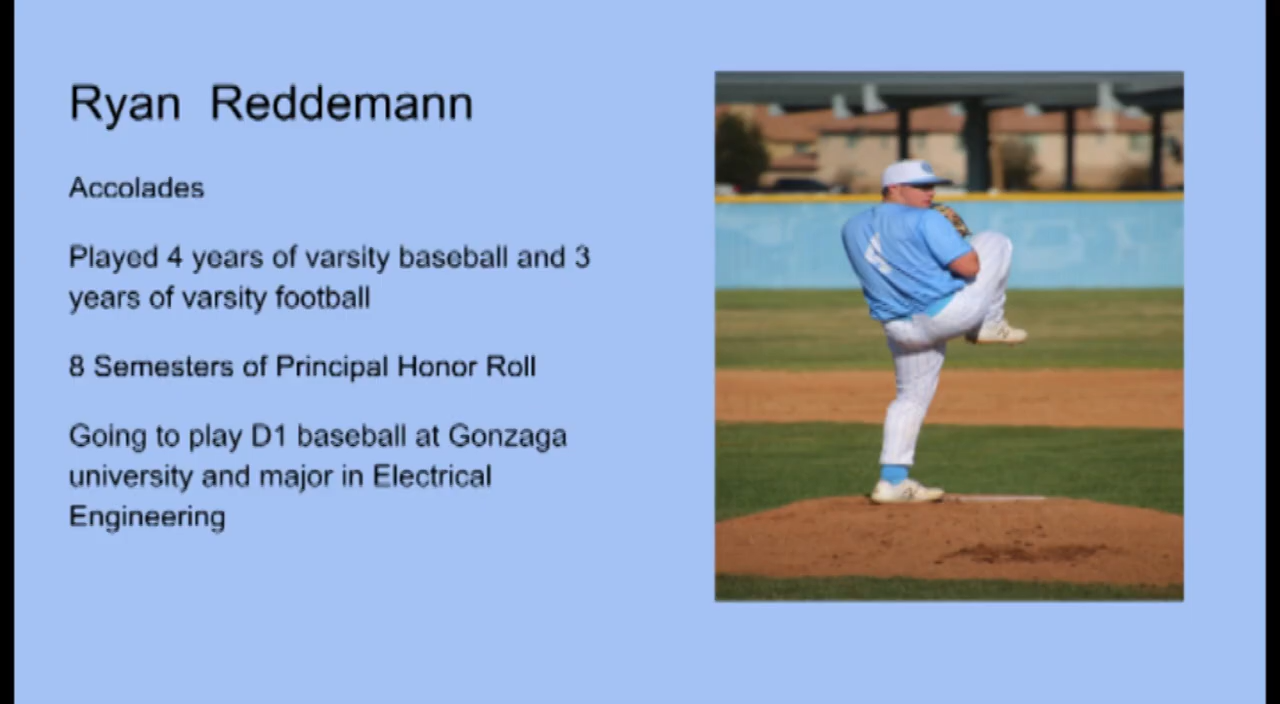 Ryan Reddemann
Accolades
Played 4 years of varsity baseball and 3
years of varsity football
8 Semesters of Principal Honor Roll
Going to play D1 baseball at Gonzaga
university and major in Electrical
Engineering
4